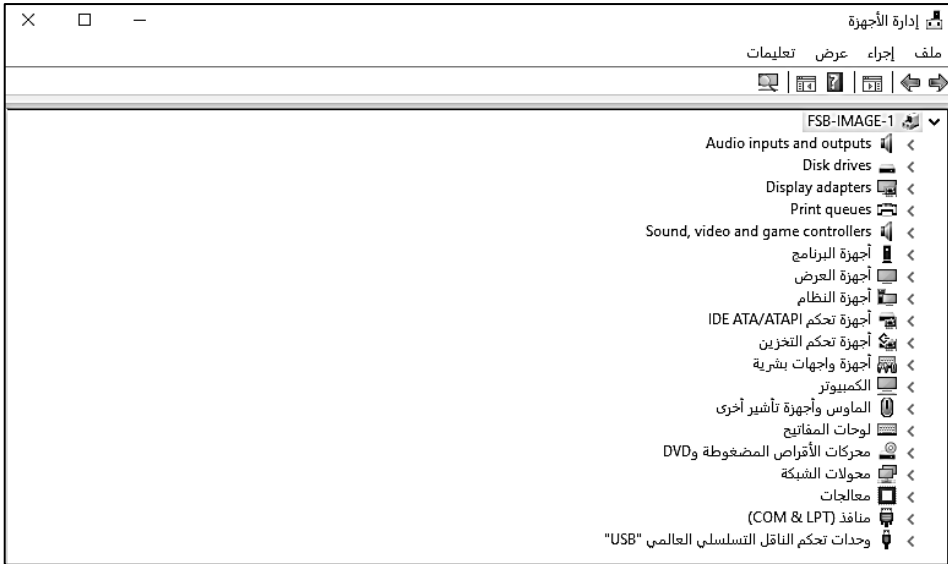 إدارة الأجهزة
ملف إجراء عرض تعليمات
FSB-IMAGE-1
Audio inputs and outputs
Disk drives
Display adapters
Print queues
Sound, video and game controllers
أجهزة البرنامج
أجهزة العرض
أجهزة النظام
أجهزة تحكم IDE ATA/ATAPI
أجهزة تحكم التخزين
أجهزة واجهات بشرية
الكمبيوتر
الماوس وأجهزة تأشير أخرى
لوحات المفاتيح
محركات الأقراص المضغوطة وDVD
محولات الشبكة
معالجات
منافذ (COM & LPT)
وحدات تحكم الناقل التسلسلي العالمي "USB"